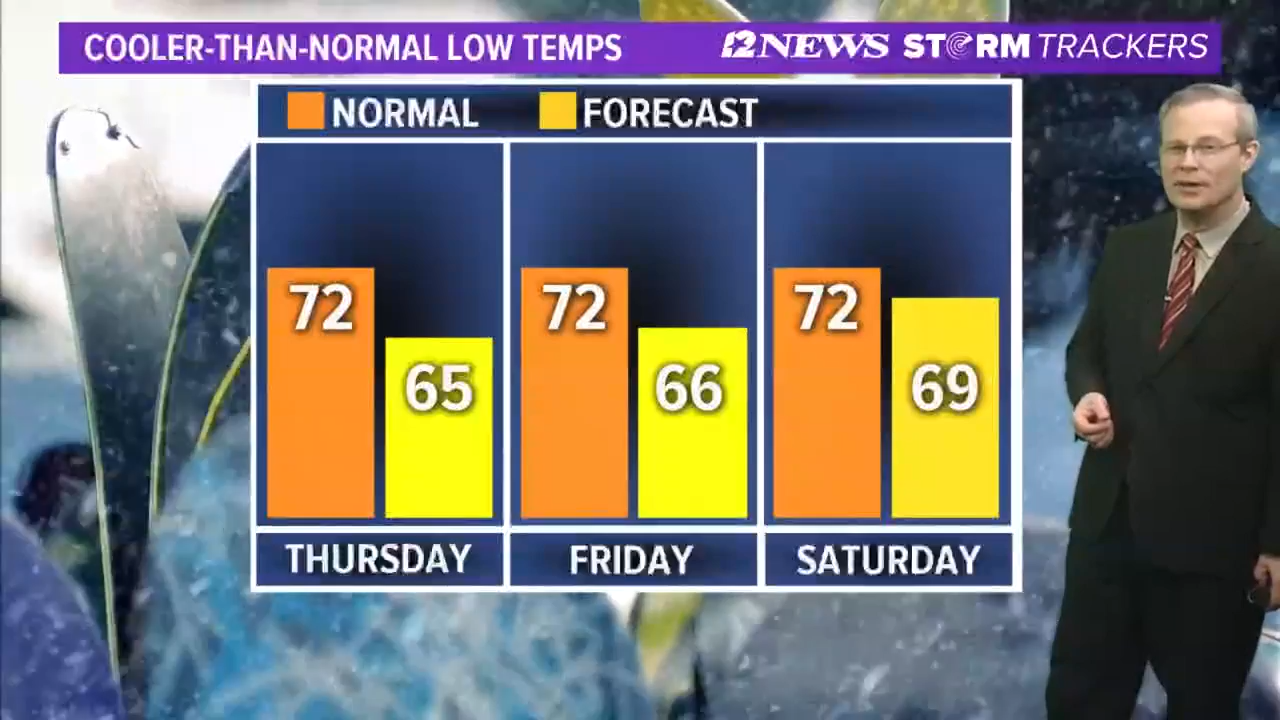 COOLER-THAN-NORMAL LOW TEMPS
12NEWS STORM TRACKERS
NORMAL FORECAST
72 65 72 66 72 69
THURSDAY FRIDAY SATURDAY